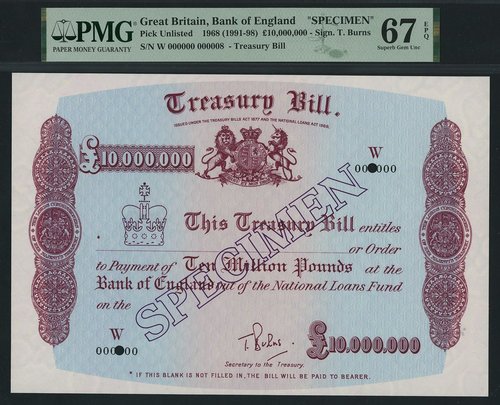 PMG
PAPER MONEY GUARANTY
Great Britain, Bank of England "SPECIMEN"
Pick Unlisted 1968 (1991-98) £10,000,000 - Sign. T. Burns
S/N W 000000 000008 - Treasury Bill
67 EPQ
Superb Gem Unc
Treasury Bill.
ISSUED UNDER THE TREASURY BILLS ACT 1877 AND THE NATIONAL LOANS ACT 1968.
£10,000,000
W
00 000
This Treasury Bill entitles
or Order
to Payment of Ten Million Pounds at the
Bank of England out of the National Loans Fund
on the
SPECIMEN
W
000 00
T. Burns
£10,000,000
Secretary to the Treasury.
* IF THIS BLANK IS NOT FILLED IN, THE BILL WILL BE PAID TO BEARER.